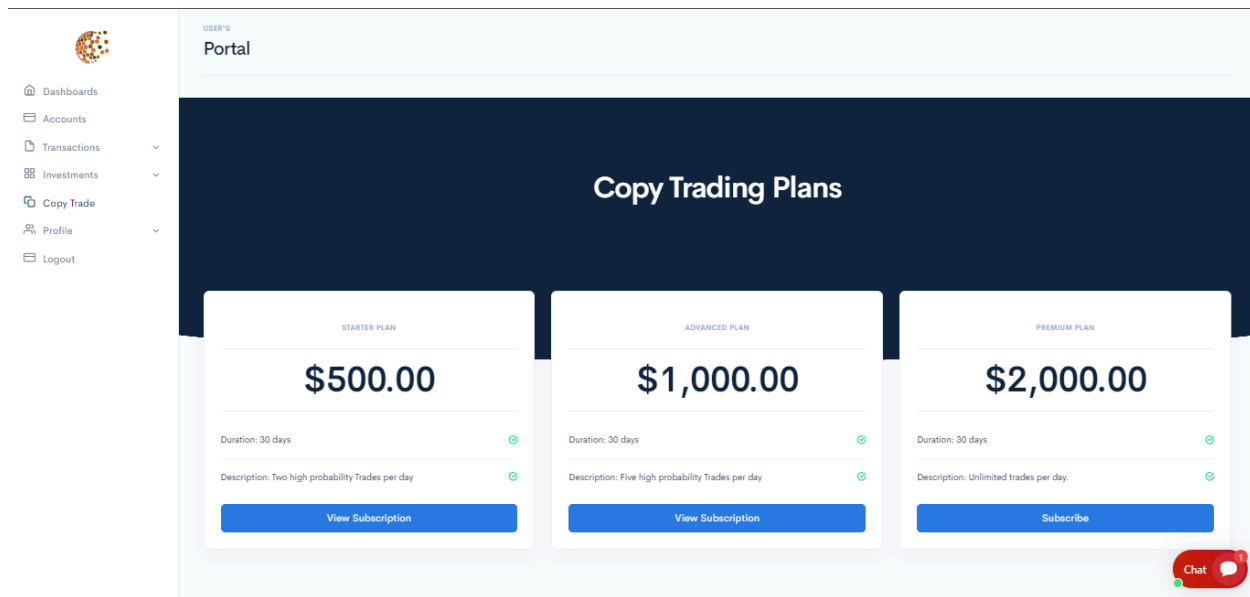 USER'S
Portal
Dashboards
Accounts
Transactions
Investments
Copy Trade
Profile
Logout
Copy Trading Plans
STARTER PLAN
$500.00
Duration: 30 days
Description: Two high probability Trades per day
View Subscription
ADVANCED PLAN
$1,000.00
Duration: 30 days
Description: Five high probability Trades per day
View Subscription
PREMIUM PLAN
$2,000.00
Duration: 30 days
Description: Unlimited trades per day.
Subscribe
Chat
1